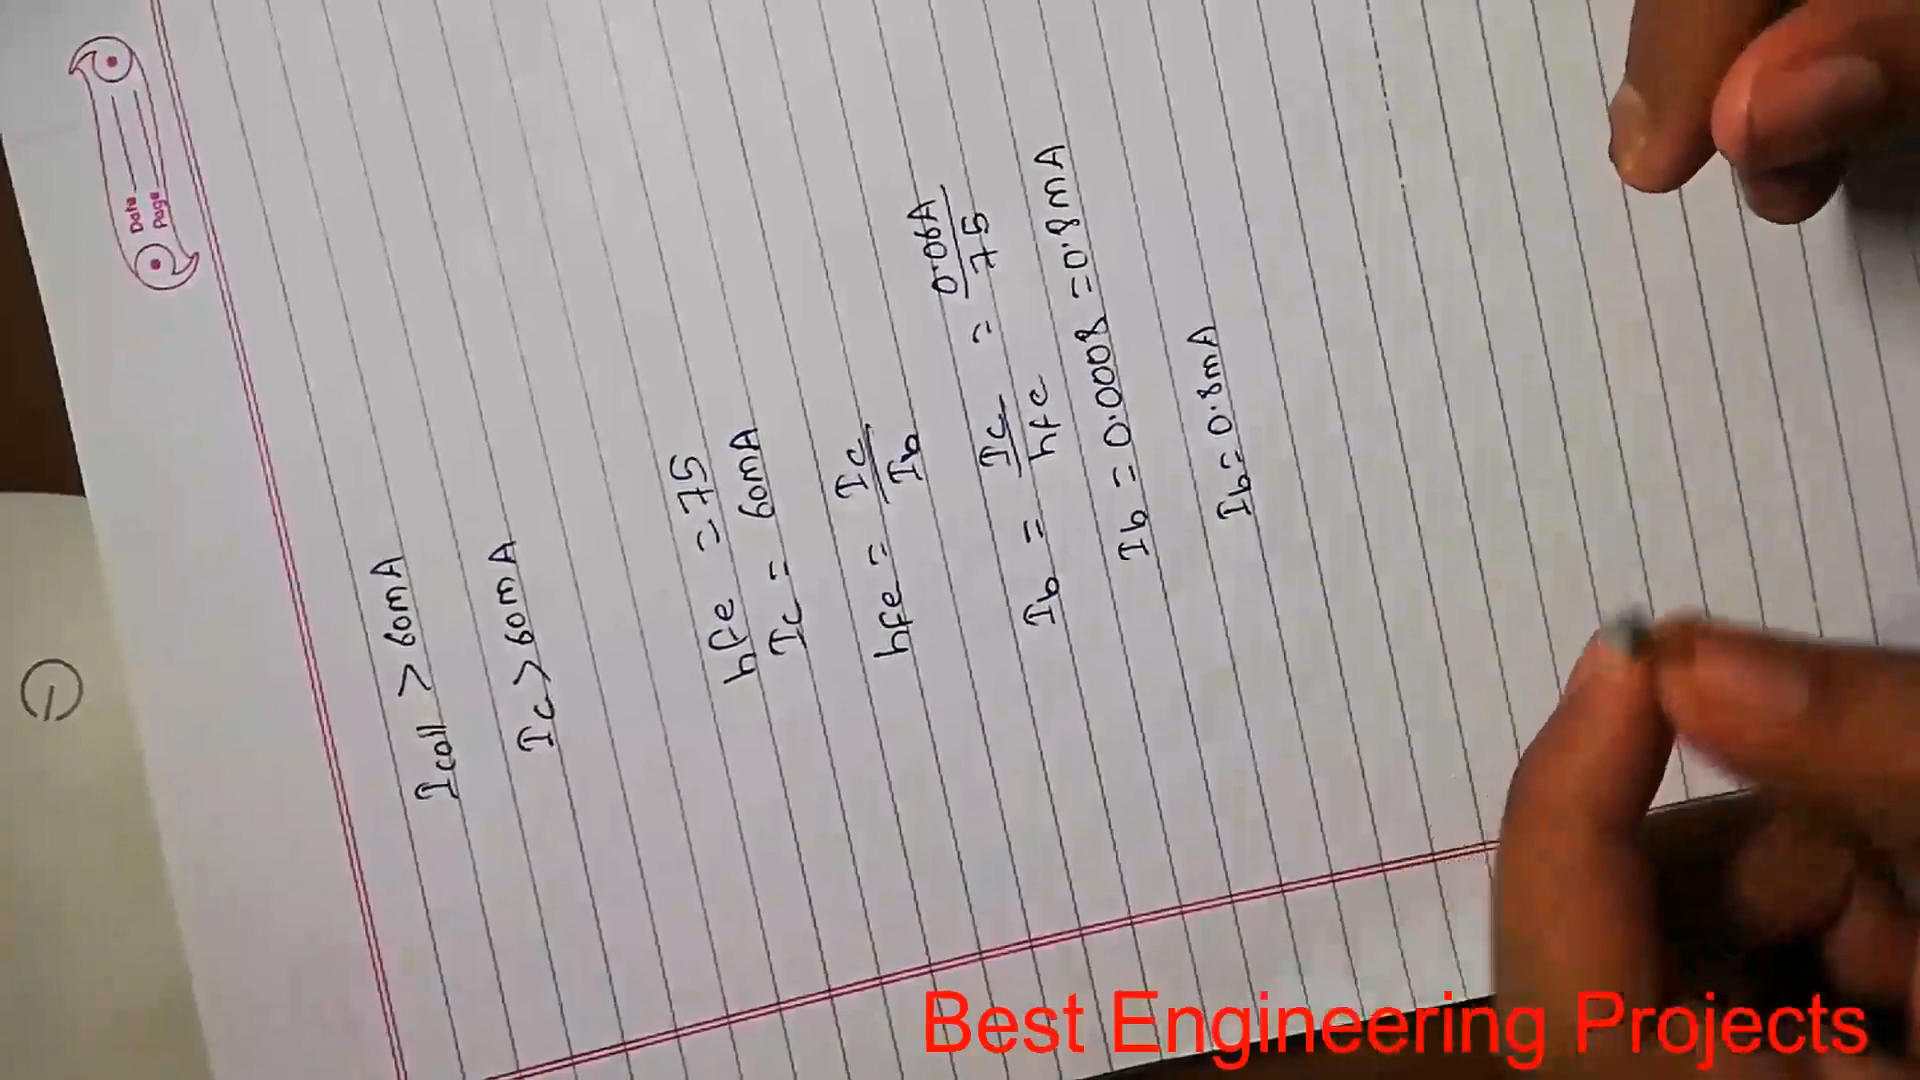 Date
Page
Icoil > 60mA
Ic > 60mA
hfe = 75
Ic = 60mA
hfe = Ic/Ib
Ib = Ic/hfe = 0.06A/75
Ib = 0.0008 = 0.8mA
Ib = 0.8mA
Best Engineering Projects